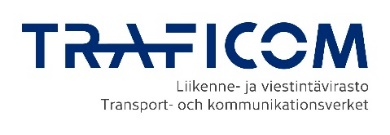 TRAFICOM
Liikenne- ja viestintävirasto
Transport- och kommunikationsverket